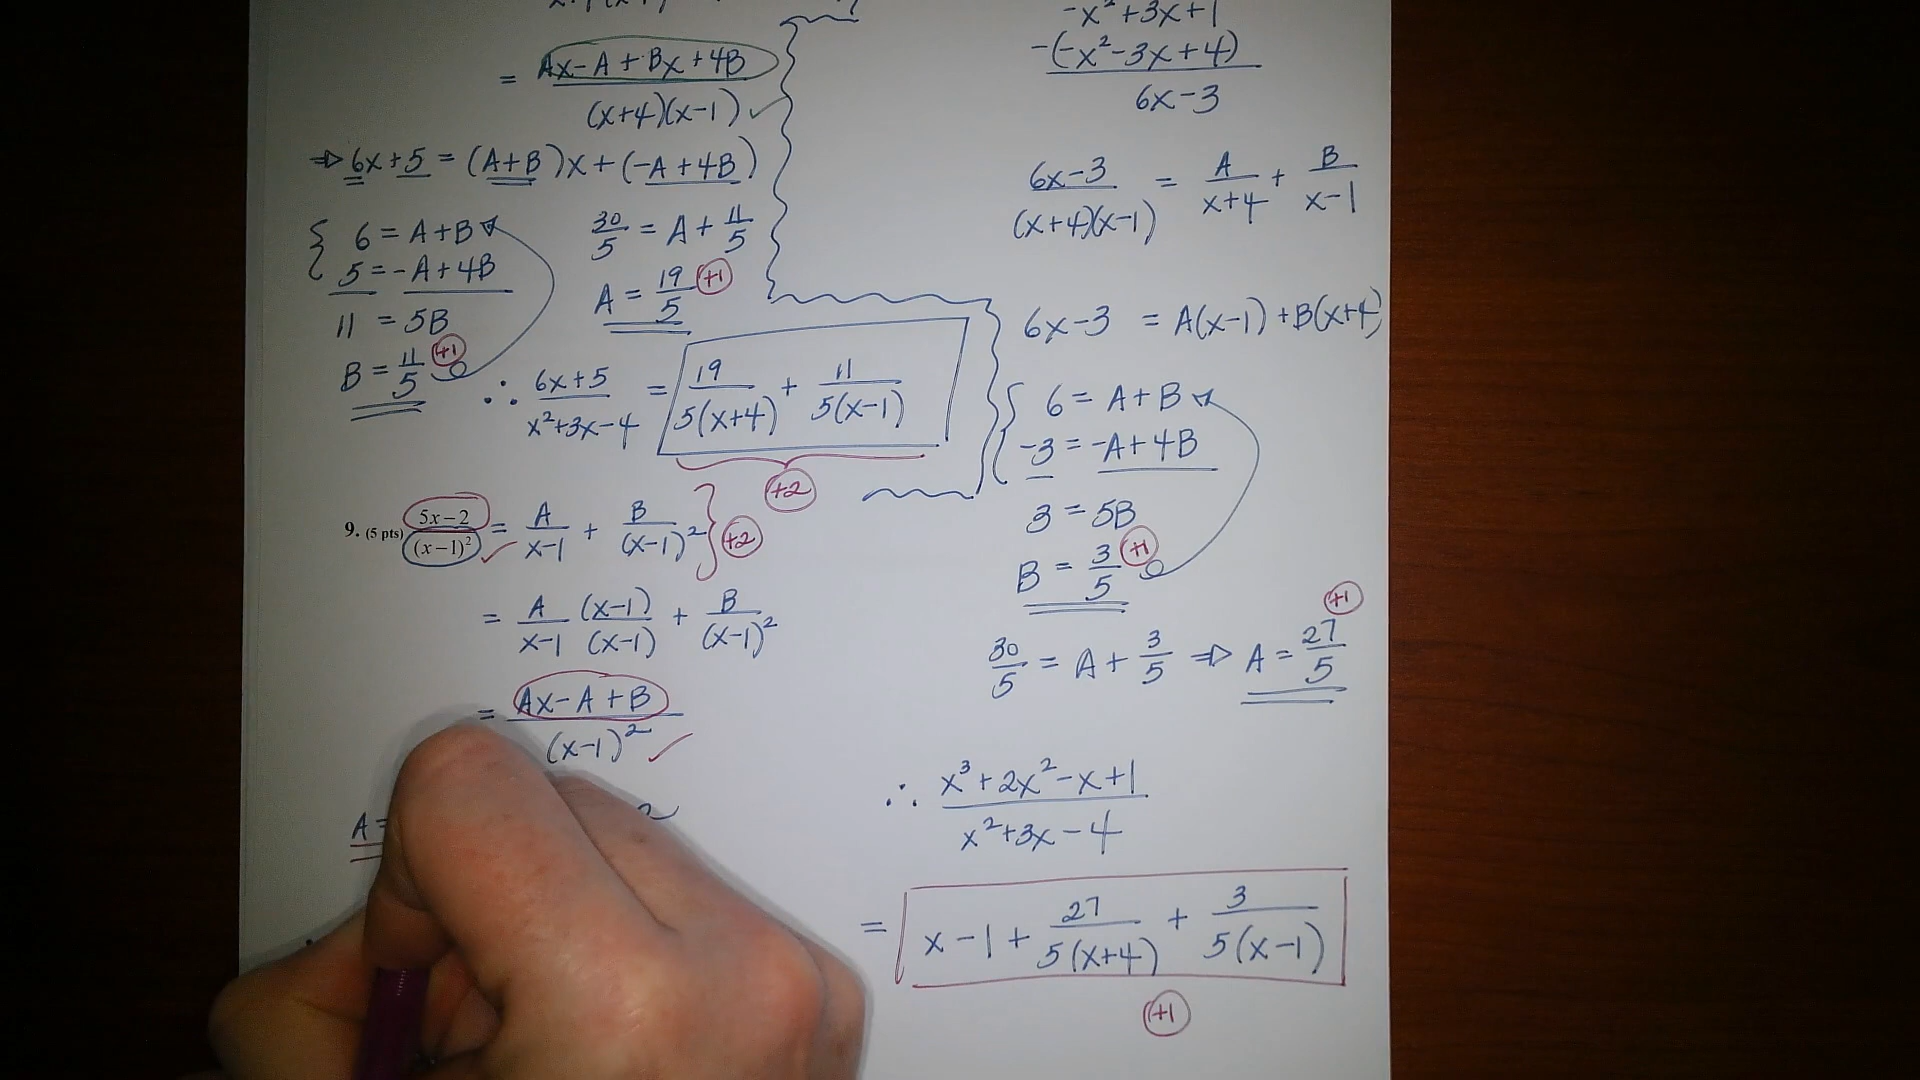 = Ax-A+Bx+4B / (x+4)(x-1) ✓
⇒ 6x+5 = (A+B)x+(-A+4B)
{ 6 = A+B
5 = -A+4B
11 = 5B
B = 11/5 +1
30/5 = A + 11/5
A = 19/5 +1
∴ 6x+5 / x²+3x-4 = 19 / 5(x+4) + 11 / 5(x-1)
+2
9. (5 pts) 5x-2 / (x-1)² ✓ = A / x-1 + B / (x-1)² } +2
= A / x-1 (x-1) / (x-1) + B / (x-1)²
= Ax-A+B / (x-1)² ✓
A=
-x²+3x+1
-(-x²-3x+4)
6x-3
6x-3 / (x+4)(x-1) = A / x+4 + B / x-1
6x-3 = A(x-1)+B(x+4)
{ 6 = A+B
-3 = -A+4B
3 = 5B
B = 3/5 +1
30/5 = A + 3/5 ⇒ A = 27/5 +1
∴ x³+2x²-x+1 / x²+3x-4
= x-1 + 27 / 5(x+4) + 3 / 5(x-1)
+1